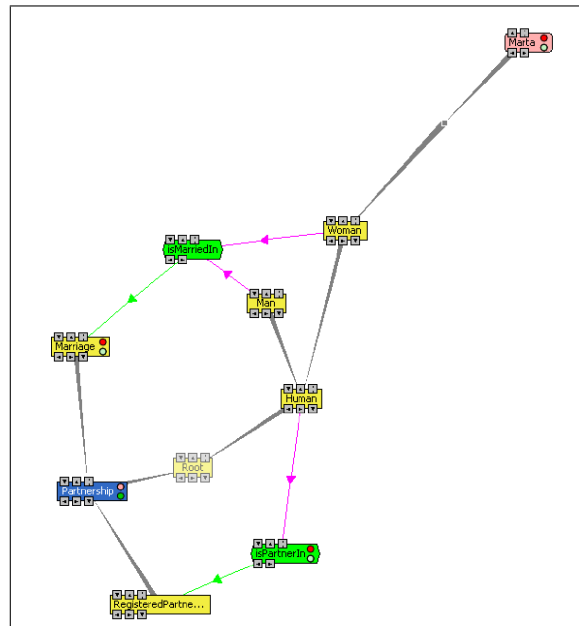 Marta
Woman
isMarriedIn
Man
Marriage
Human
Root
Partnership
isPartnerIn
RegisteredPartne...